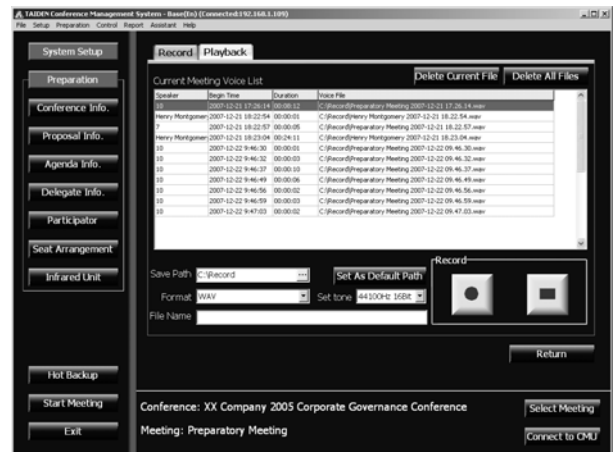 TAIDEN Conference Management System - Base(En) (Connected:192.168.1.109)
File Setup Preparation Control Report Assistant Help
System Setup
Preparation
Conference Info.
Proposal Info.
Agenda Info.
Delegate Info.
Participator
Seat Arrangement
Infrared Unit
Hot Backup
Start Meeting
Exit
Record Playback
Current Meeting Voice List
Delete Current File Delete All Files
Speaker Begin Time Duration Voice File
10 2007-12-21 17:26:14 00:08:12 C:\Record\Preparatory Meeting 2007-12-21 17.26.14.wav
Henry Montgomery 2007-12-21 18:22:54 00:00:01 C:\Record\Henry Montgomery 2007-12-21 18.22.54.wav
7 2007-12-21 18:22:57 00:00:05 C:\Record\Preparatory Meeting 2007-12-21 18.22.57.wav
Henry Montgomery 2007-12-21 18:23:04 00:24:11 C:\Record\Henry Montgomery 2007-12-21 18.23.04.wav
10 2007-12-22 9:46:30 00:00:01 C:\Record\Preparatory Meeting 2007-12-22 09.46.30.wav
10 2007-12-22 9:46:32 00:00:03 C:\Record\Preparatory Meeting 2007-12-22 09.46.32.wav
10 2007-12-22 9:46:37 00:00:10 C:\Record\Preparatory Meeting 2007-12-22 09.46.37.wav
10 2007-12-22 9:46:49 00:00:06 C:\Record\Preparatory Meeting 2007-12-22 09.46.49.wav
10 2007-12-22 9:46:56 00:00:02 C:\Record\Preparatory Meeting 2007-12-22 09.46.56.wav
10 2007-12-22 9:46:59 00:00:03 C:\Record\Preparatory Meeting 2007-12-22 09.46.59.wav
10 2007-12-22 9:47:03 00:00:02 C:\Record\Preparatory Meeting 2007-12-22 09.47.03.wav
Save Path C:\Record ... Set As Default Path
Format WAV Set tone 44100Hz 16Bit
File Name
Record
Return
Conference: XX Company 2005 Corporate Governance Conference
Select Meeting
Meeting: Preparatory Meeting
Connect to CMU